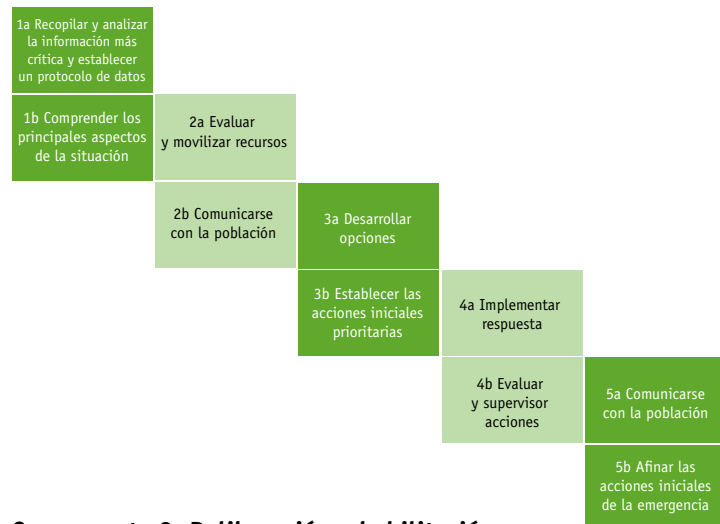 1a Recopilar y analizar
la información más
crítica y establecer
un protocolo de datos
1b Comprender los
principales aspectos
de la situación
2a Evaluar
y movilizar recursos
2b Comunicarse
con la población
3a Desarrollar
opciones
3b Establecer las
acciones iniciales
prioritarias
4a Implementar
respuesta
4b Evaluar
y supervisor
acciones
5a Comunicarse
con la población
5b Afinar las
acciones iniciales
de la emergencia